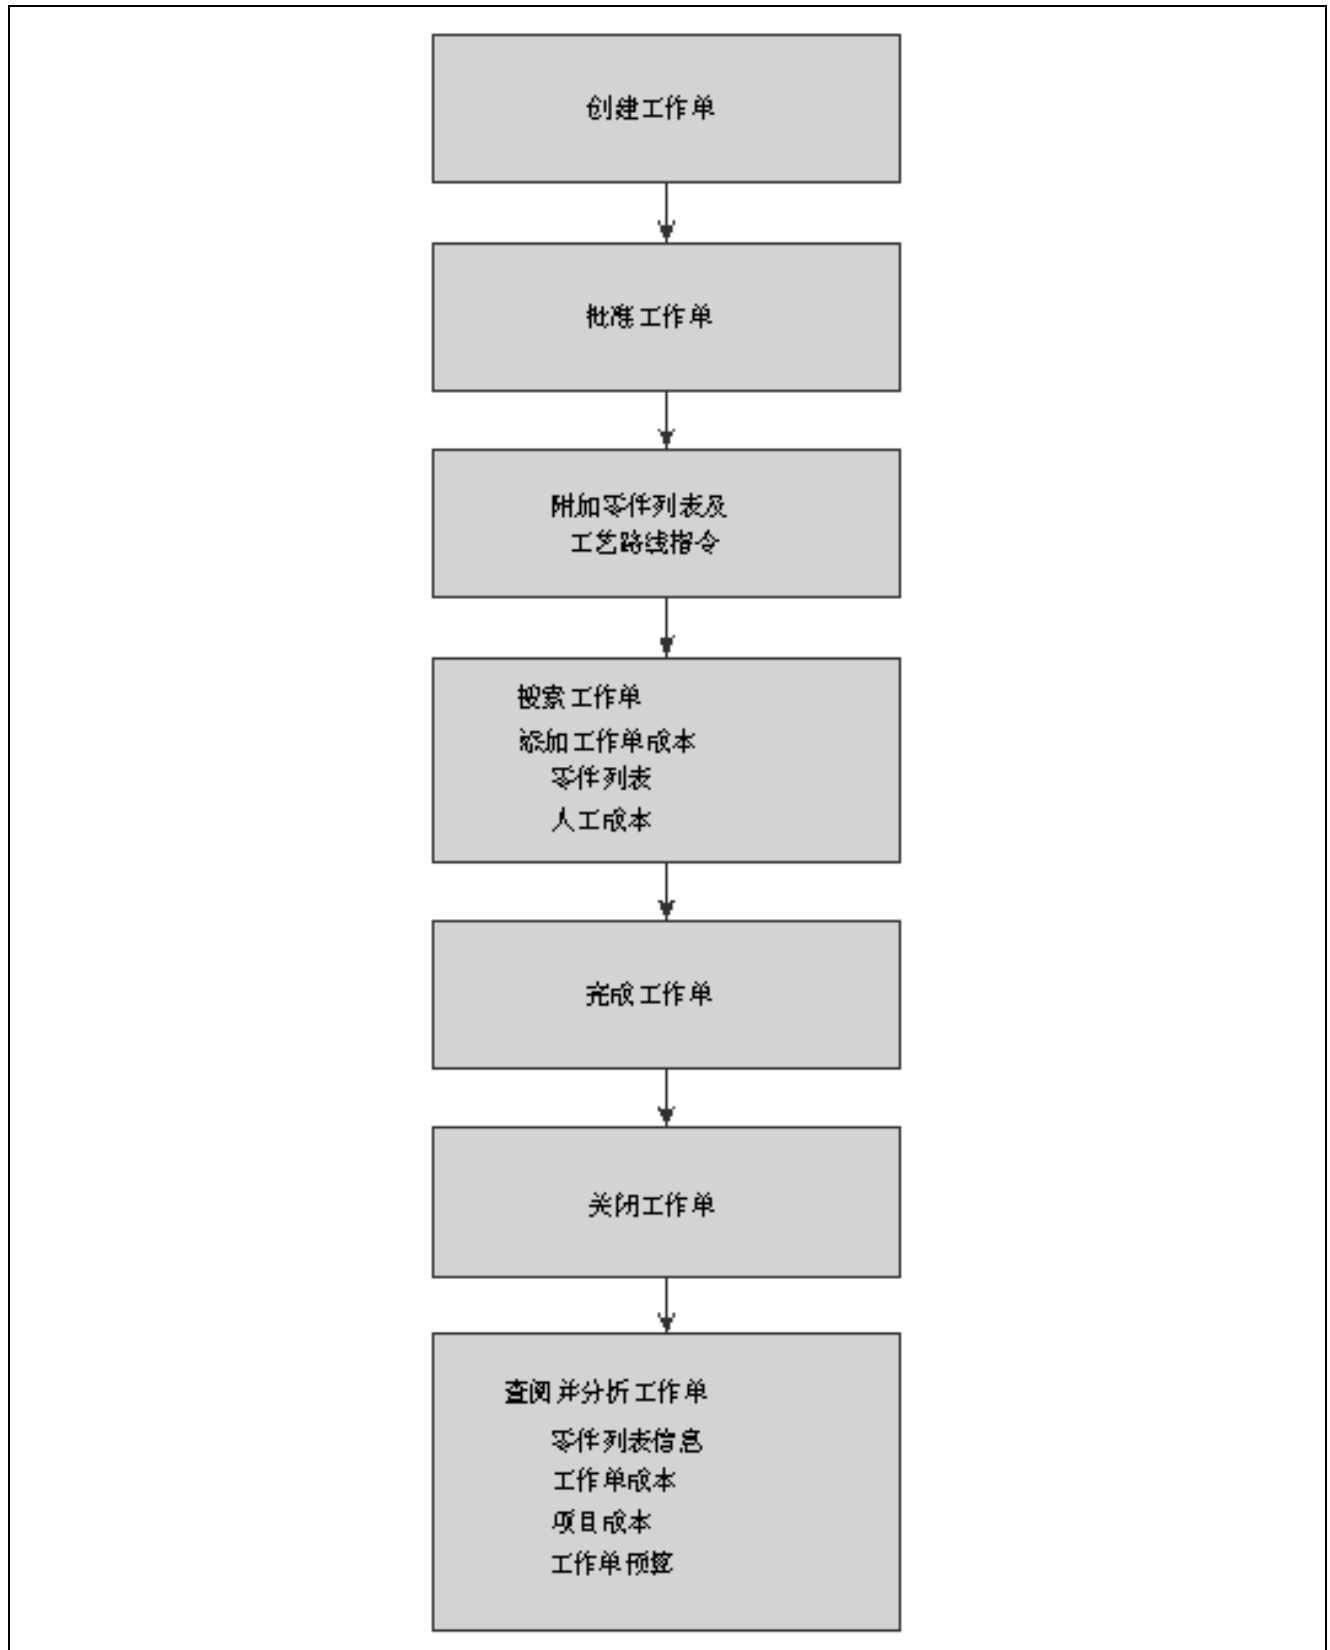 创建工作单
批准工作单
附加零件列表及
工艺路线指令
搜索工作单
添加工作单成本
零件列表
人工成本
完成工作单
关闭工作单
查阅并分析工作单
零件列表信息
工作单成本
项目成本
工作单预算